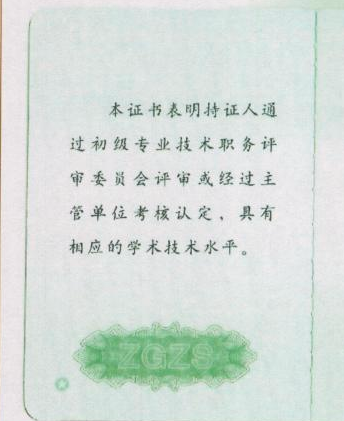 本证书表明持证人通
过初级专业技术职务评
审委员会评审或经过主
管单位考核认定，具有
相应的学术技术水平。
ZGZS